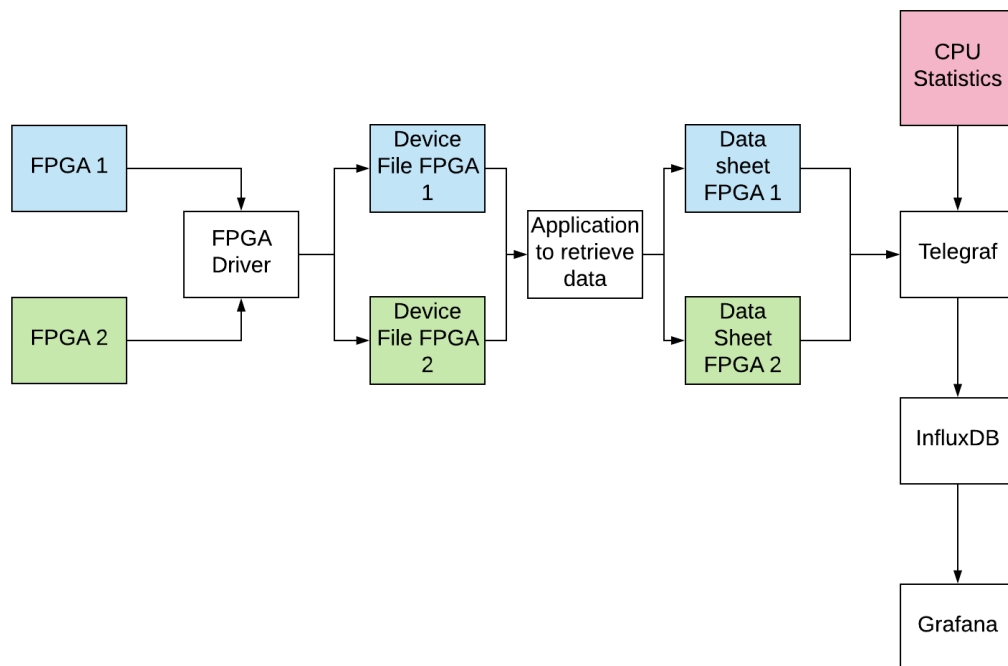 CPU
Statistics
FPGA 1
Device
File FPGA
1
Data
sheet
FPGA 1
FPGA
Driver
Application
to retrieve
data
Telegraf
FPGA 2
Device
File FPGA
2
Data
Sheet
FPGA 2
InfluxDB
Grafana